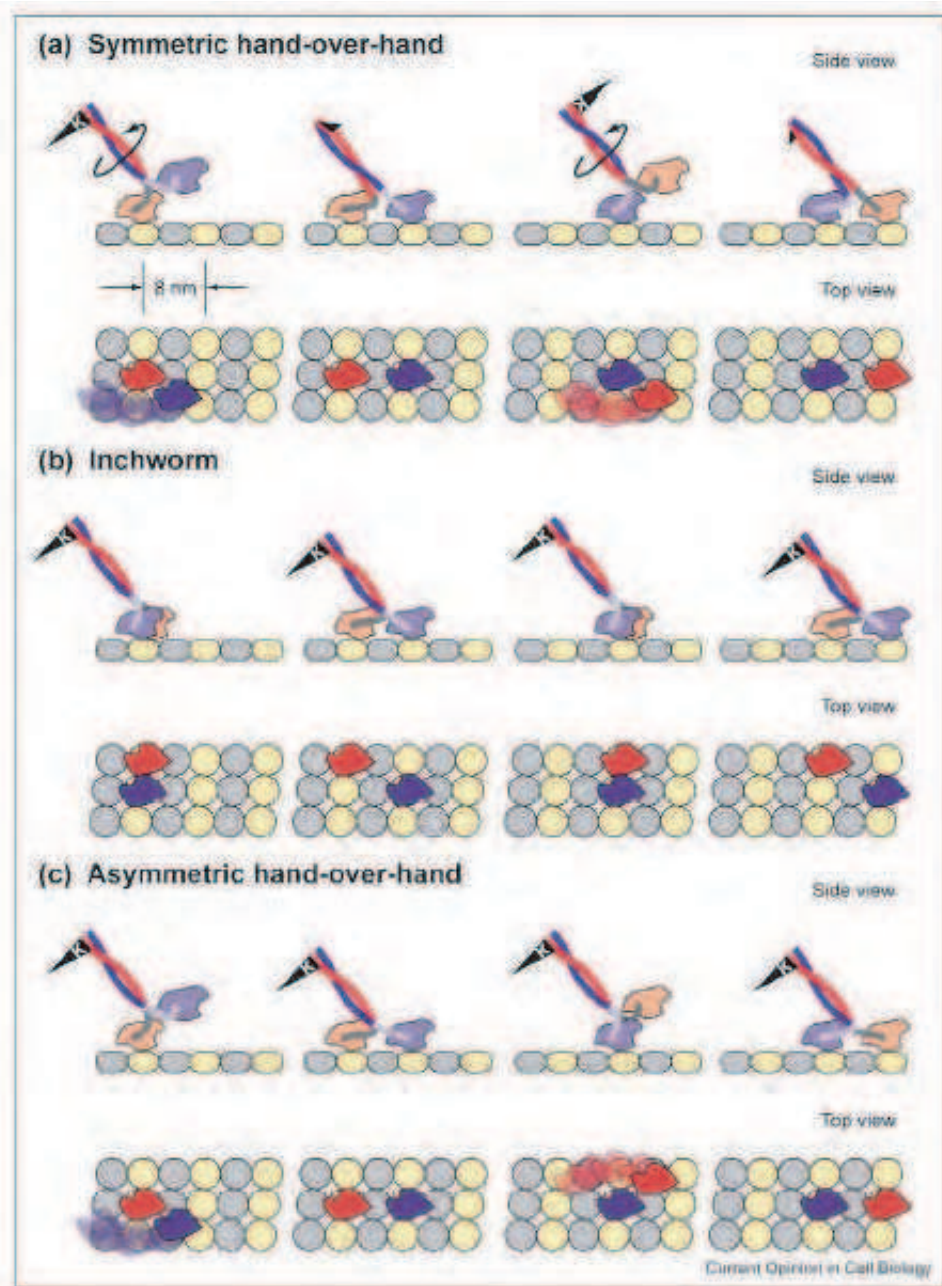 (a) Symmetric hand-over-hand
Side view
K
K
8 nm
Top view
(b) Inchworm
Side view
K
K
K
K
Top view
(c) Asymmetric hand-over-hand
Side view
K
K
K
K
Top view
Current Opinion in Cell Biology